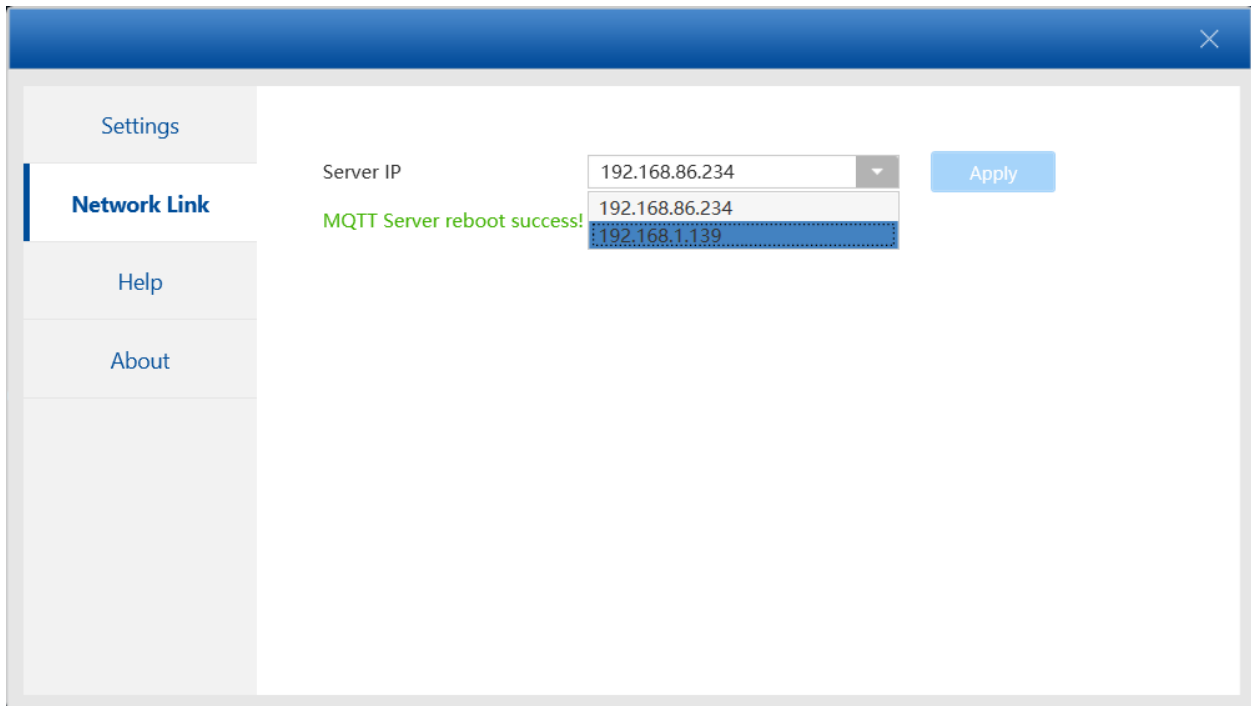 Settings
Network Link
Help
About
Server IP
192.168.86.234
Apply
MQTT Server reboot success!
192.168.86.234
192.168.1.139